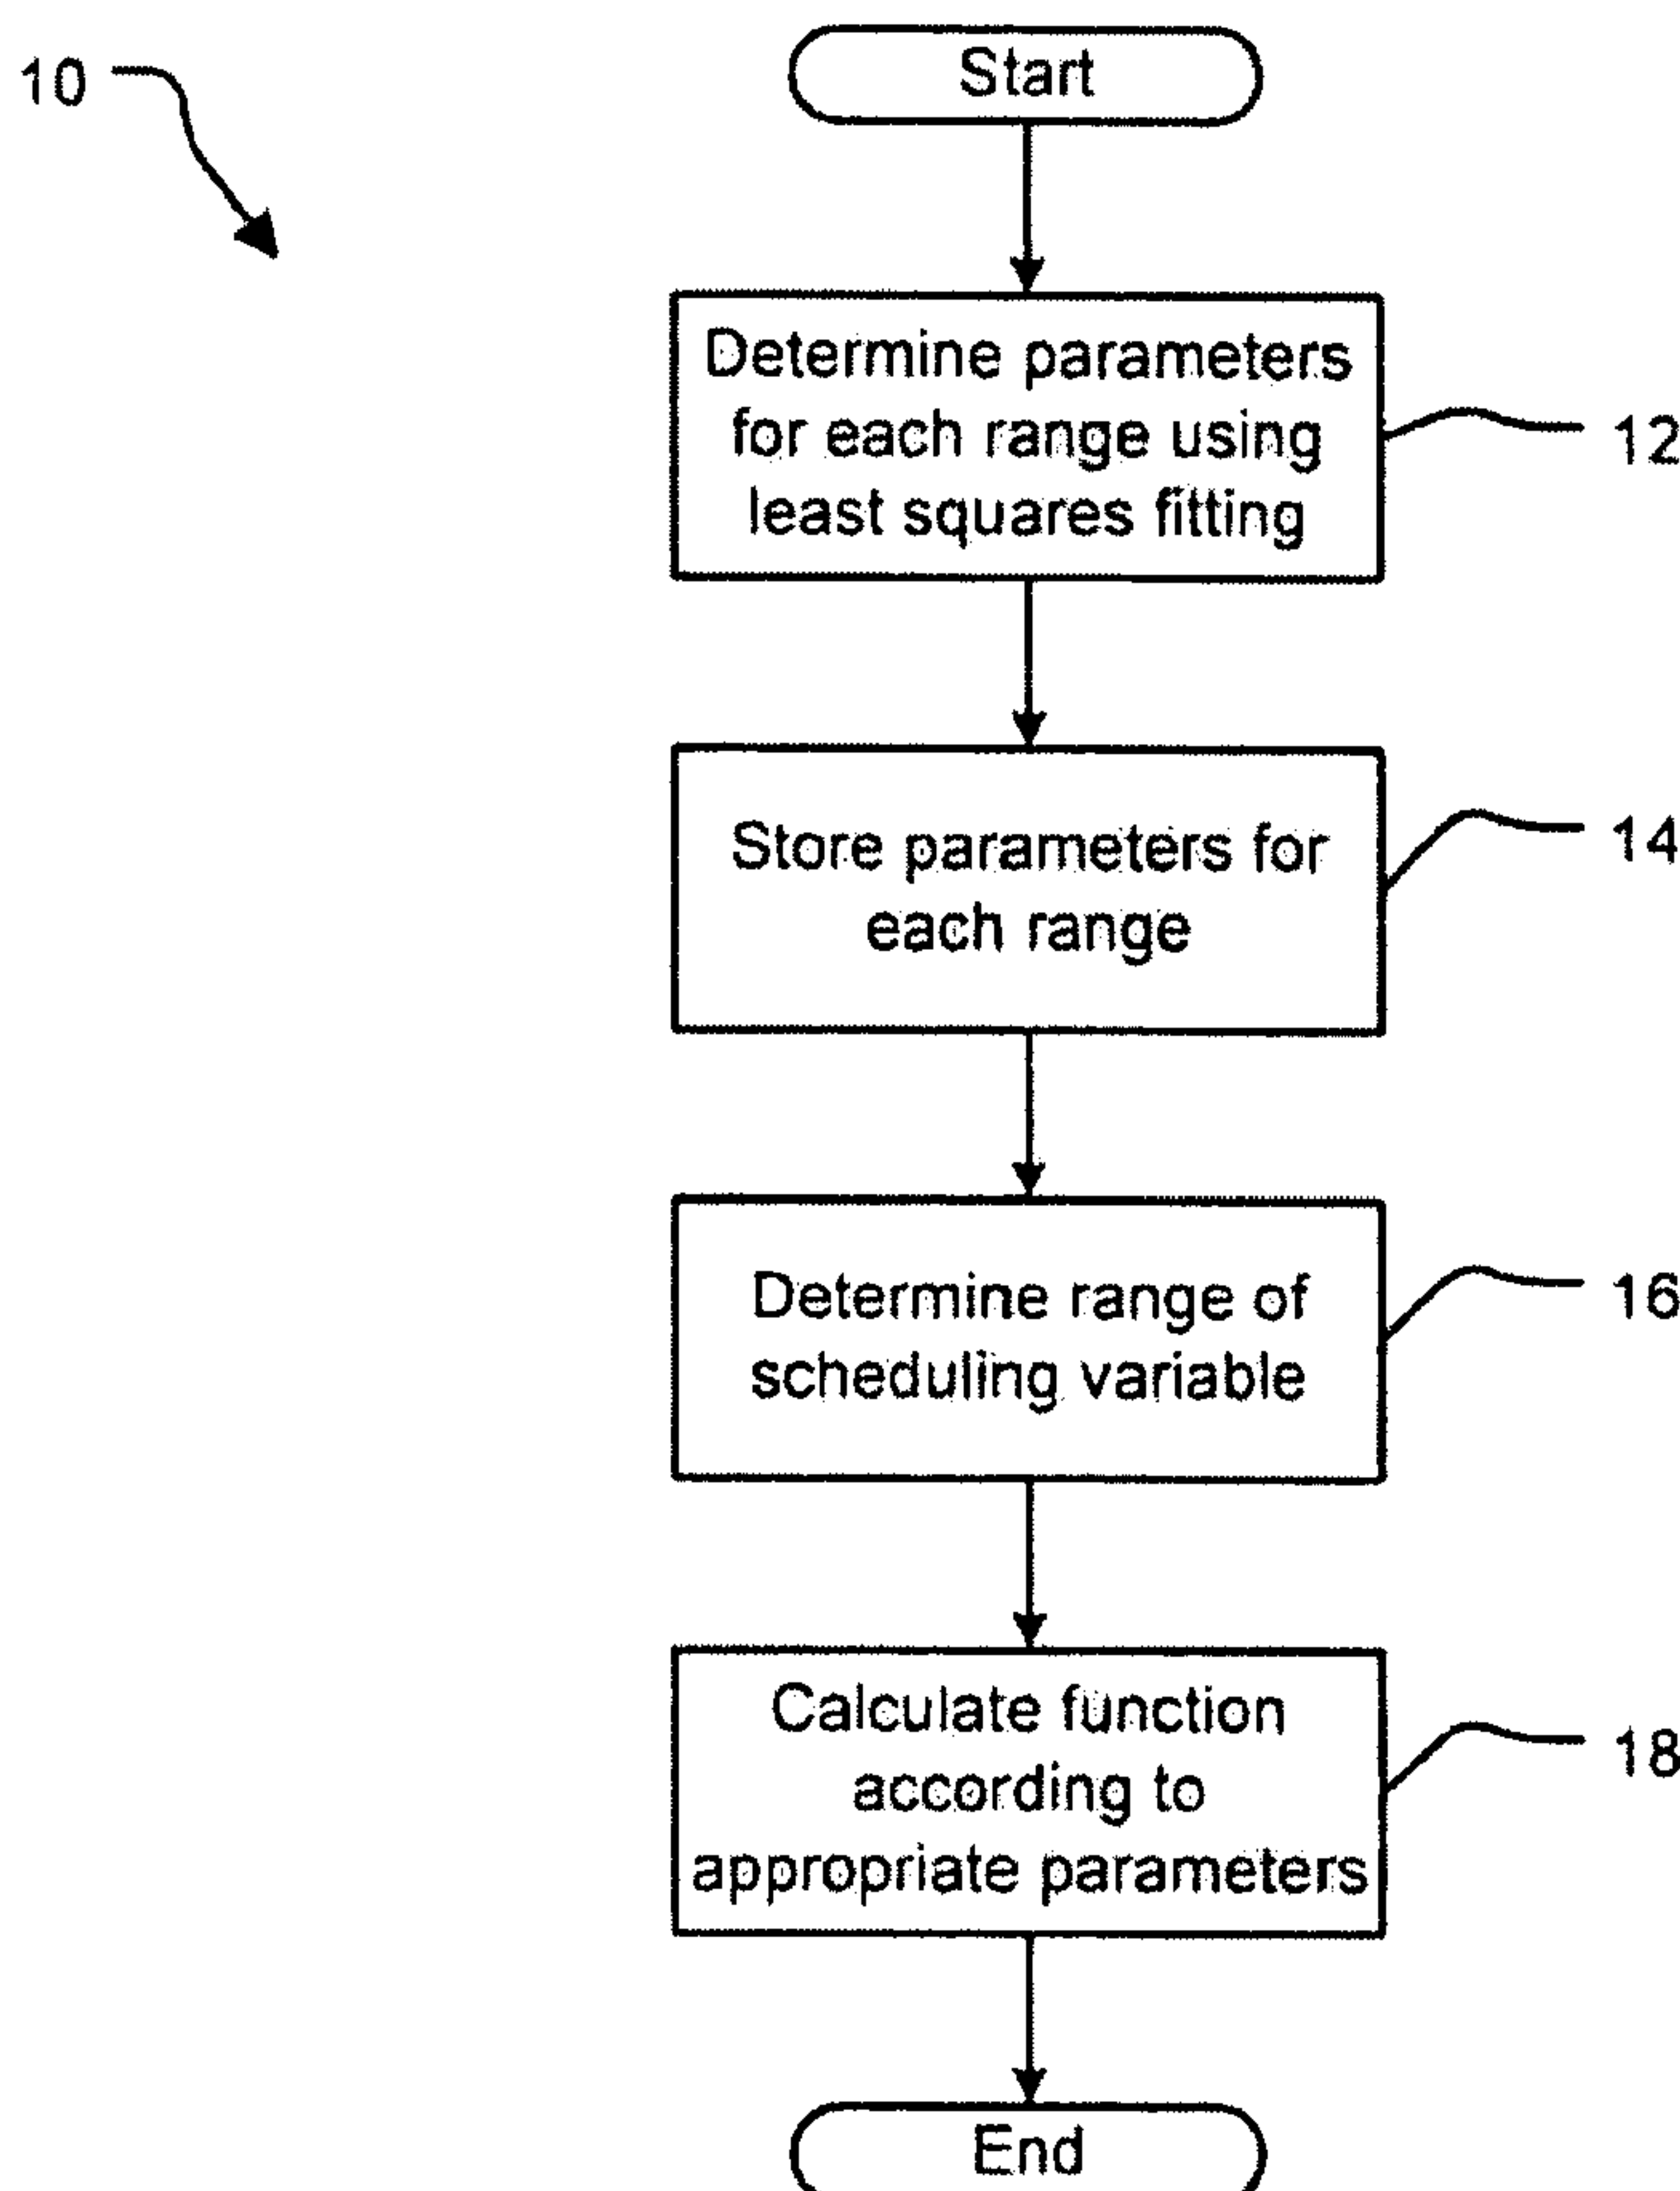 10
Start
Determine parameters
for each range using
least squares fitting
12
Store parameters for
each range
14
Determine range of
scheduling variable
16
Calculate function
according to
appropriate parameters
18
End